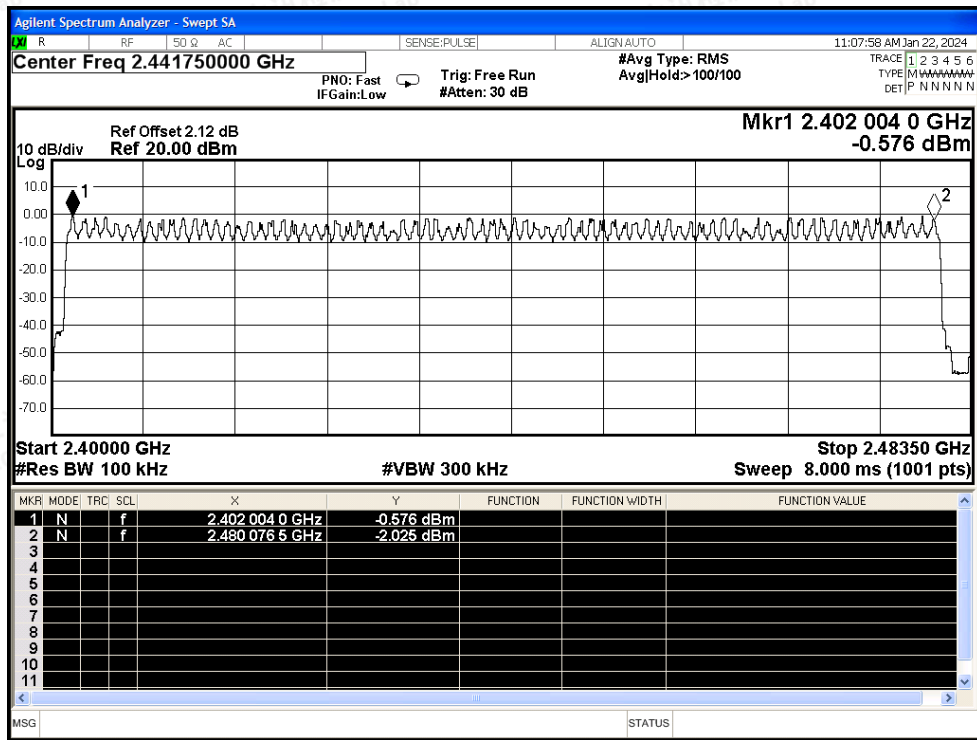 Agilent Spectrum Analyzer - Swept SA
LXI R RF 50 Ω AC SENSE:PULSE ALIGN AUTO 11:07:58 AM Jan 22, 2024
Center Freq 2.441750000 GHz
PNO: Fast
IFGain:Low
Trig: Free Run
#Atten: 30 dB
#Avg Type: RMS
Avg|Hold:>100/100
TRACE 1 2 3 4 5 6
TYPE M
DET P N N N N N
Ref Offset 2.12 dB
10 dB/div Ref 20.00 dBm
Log
Mkr1 2.402 004 0 GHz
-0.576 dBm
10.0
0.00
-10.0
-20.0
-30.0
-40.0
-50.0
-60.0
-70.0
1
2
Start 2.40000 GHz Stop 2.48350 GHz
#Res BW 100 kHz #VBW 300 kHz Sweep 8.000 ms (1001 pts)
MKR MODE TRC SCL X Y FUNCTION FUNCTION WIDTH FUNCTION VALUE
1 N f 2.402 004 0 GHz -0.576 dBm
2 N f 2.480 076 5 GHz -2.025 dBm
3
4
5
6
7
8
9
10
11
MSG STATUS